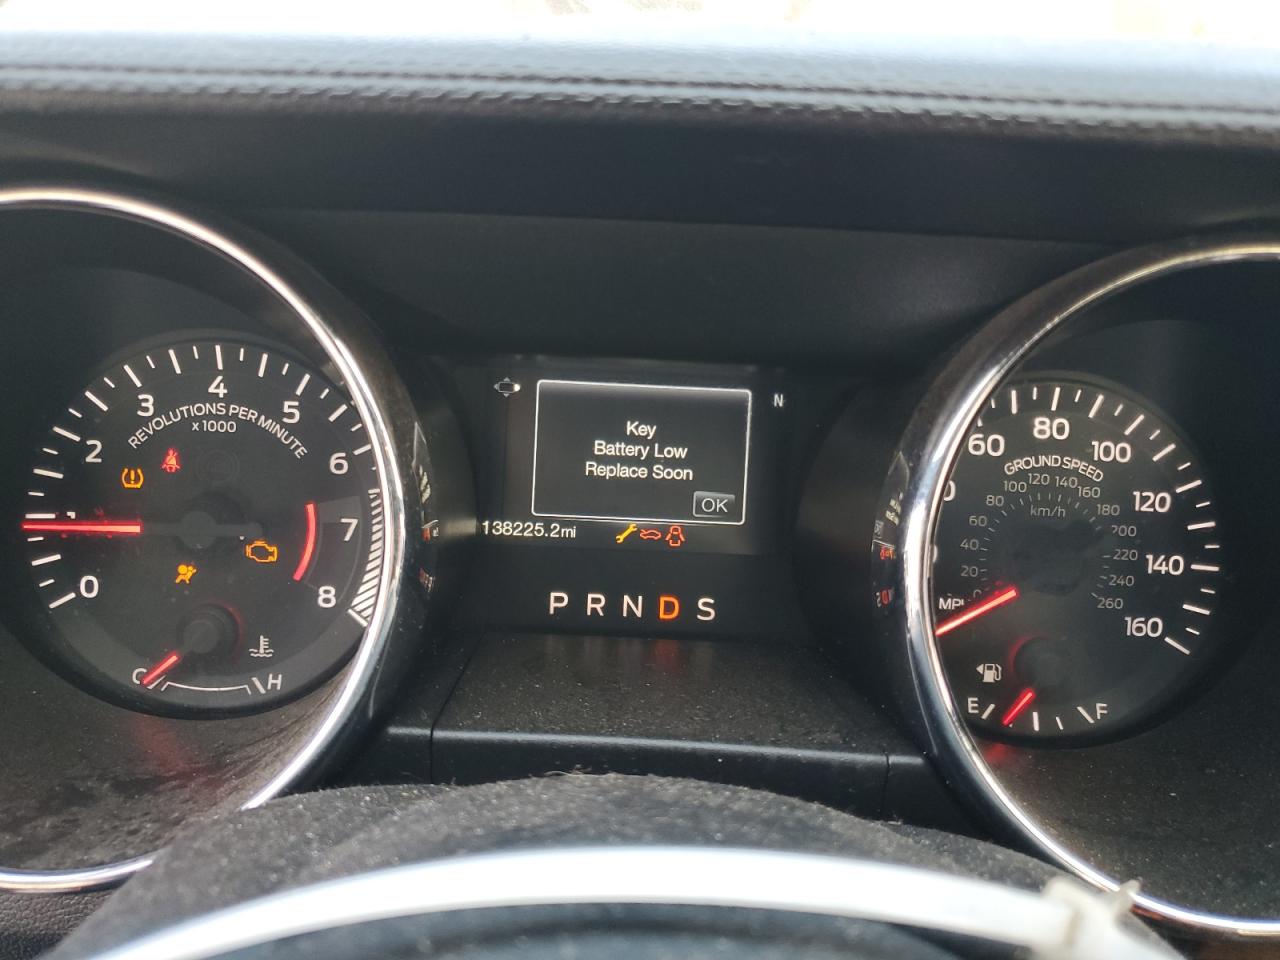 REVOLUTIONS PER MINUTE
x1000
0
1
2
3
4
5
6
7
8
C
H
N
Key
Battery Low
Replace Soon
OK
138225.2mi
P R N D S
60
80
100
120
140
160
GROUND SPEED
km/h
20
40
60
80
100
120
140
160
180
200
220
240
260
E
F